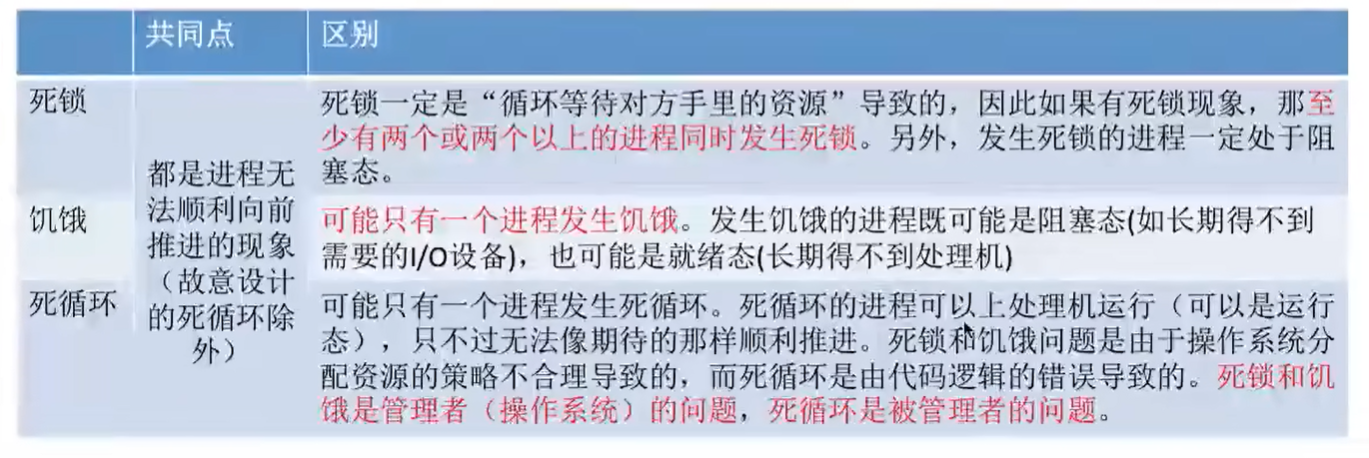 共同点
区别
死锁
死锁一定是“循环等待对方手里的资源”导致的，因此如果有死锁现象，那至
少有两个或两个以上的进程同时发生死锁。另外，发生死锁的进程一定处于阻
塞态。
都是进程无
法顺利向前
推进的现象
（故意设计
的死循环除
外）
饥饿
可能只有一个进程发生饥饿。发生饥饿的进程既可能是阻塞态(如长期得不到
需要的I/O设备)，也可能是就绪态(长期得不到处理机)
死循环
可能只有一个进程发生死循环。死循环的进程可以上处理机运行（可以是运行
态），只不过无法像期待的那样顺利推进。死锁和饥饿问题是由于操作系统分
配资源的策略不合理导致的，而死循环是由代码逻辑的错误导致的。死锁和饥
饿是管理者（操作系统）的问题，死循环是被管理者的问题。